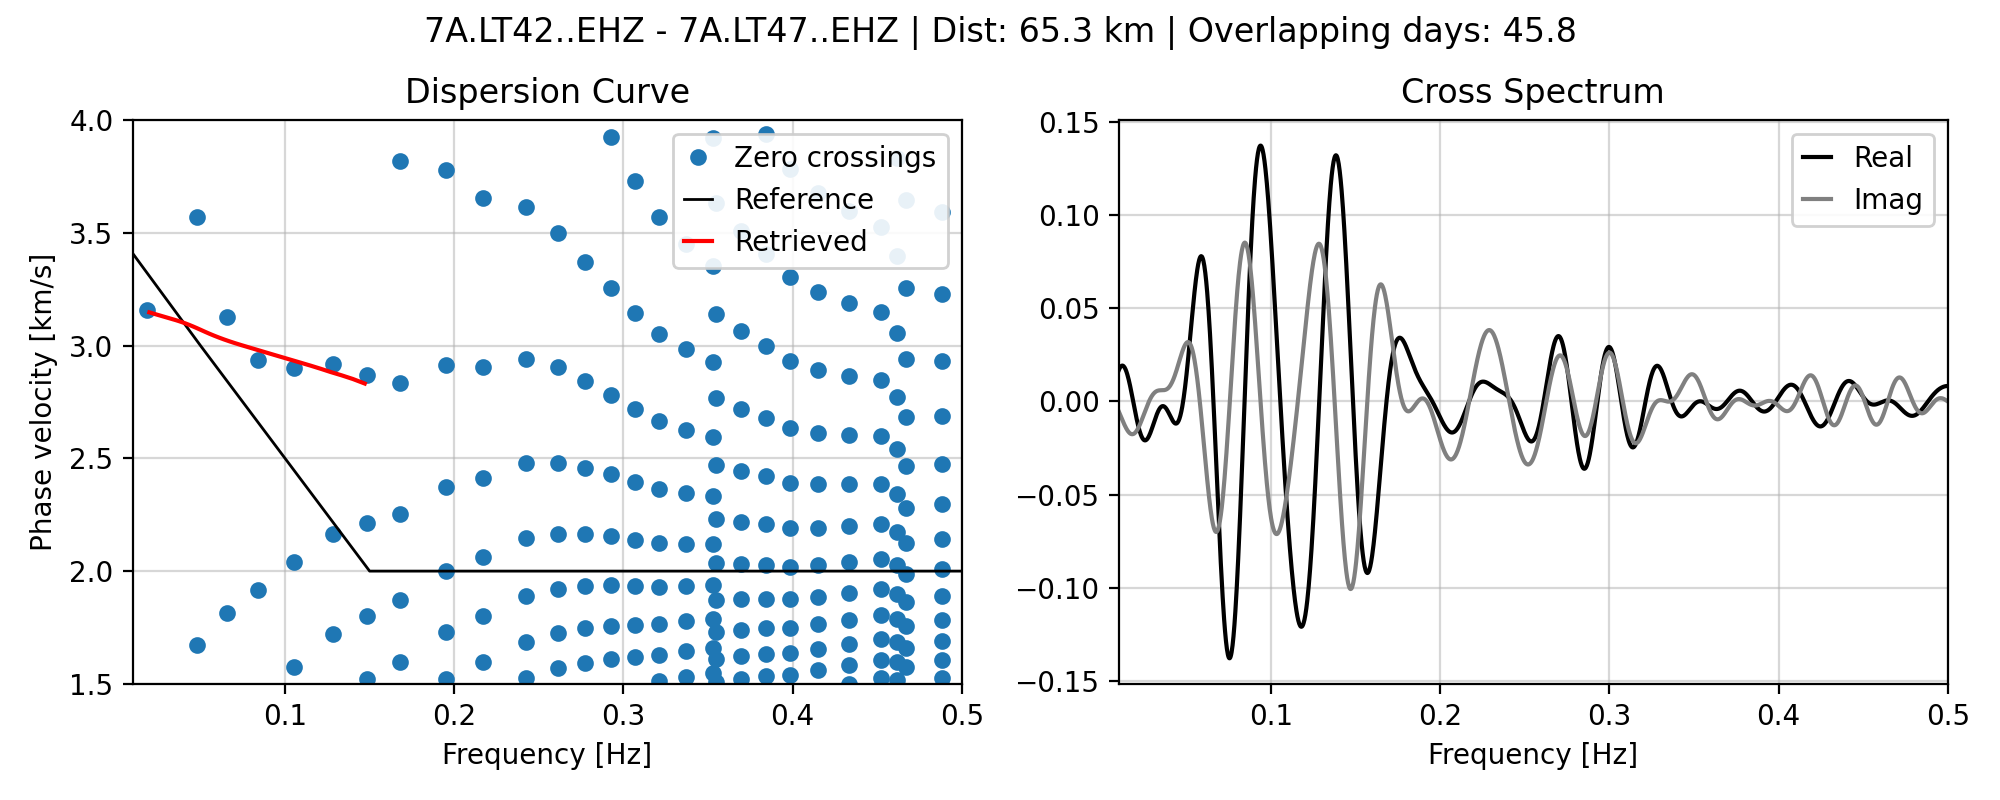 7A.LT42..EHZ - 7A.LT47..EHZ | Dist: 65.3 km | Overlapping days: 45.8
Dispersion Curve
4.0
3.5
3.0
2.5
2.0
1.5
Phase velocity [km/s]
Zero crossings
Reference
Retrieved
0.1
0.2
0.3
0.4
0.5
Frequency [Hz]
Cross Spectrum
0.15
0.10
0.05
0.00
−0.05
−0.10
−0.15
Real
Imag
0.1
0.2
0.3
0.4
0.5
Frequency [Hz]